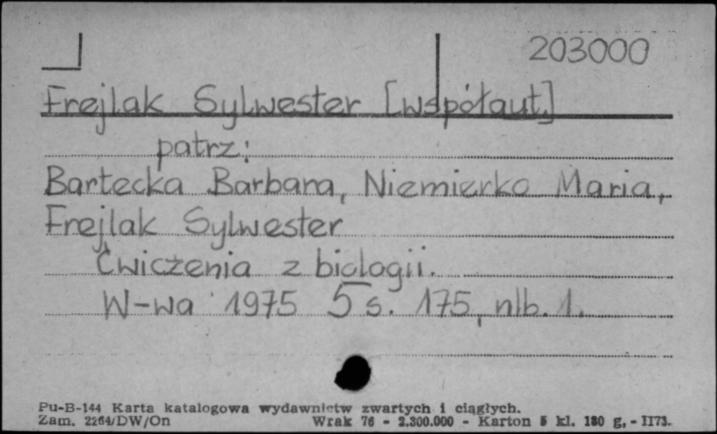 203000
Frejlak Sylwester [współaut.]
patrz:
Bartecka Barbara, Niemierko Maria,
Frejlak Sylwester
Ćwiczenia z biologii.
W-wa 1975 s. 175, nlb. 1.
Pu-B-144 Karta katalogowa wydawnictw zwartych i ciągłych.
Zam. 2264/DW/On Wrak 76 - 2.300.000 - Karton 5 kl. 180 g, - II73.